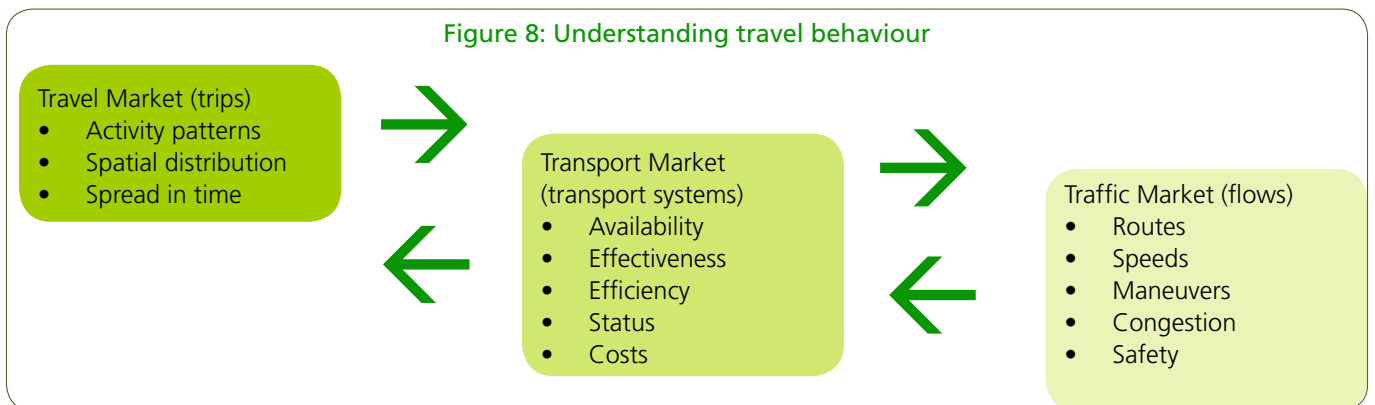 Figure 8: Understanding travel behaviour
Travel Market (trips)
• Activity patterns
• Spatial distribution
• Spread in time
Transport Market
(transport systems)
• Availability
• Effectiveness
• Efficiency
• Status
• Costs
Traffic Market (flows)
• Routes
• Speeds
• Maneuvers
• Congestion
• Safety